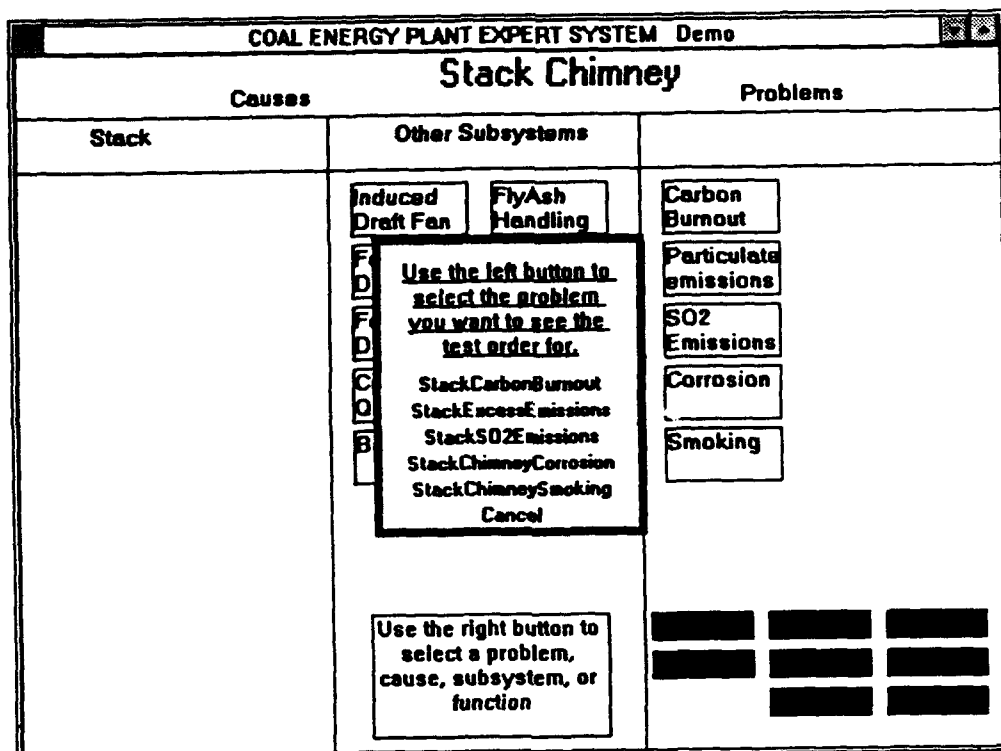 COAL ENERGY PLANT EXPERT SYSTEM Demo
Stack Chimney
Causes
Problems
Stack
Other Subsystems
Induced
Draft Fan
FlyAsh
Handling
Carbon
Burnout
Particulate
emissions
SO2
Emissions
Corrosion
Smoking
Use the left button to
select the problem
you want to see the
test order for.
StackCarbonBurnout
StackExcessEmissions
StackSO2Emissions
StackChimneyCorrosion
StackChimneySmoking
Cancel
Use the right button to
select a problem,
cause, subsystem, or
function